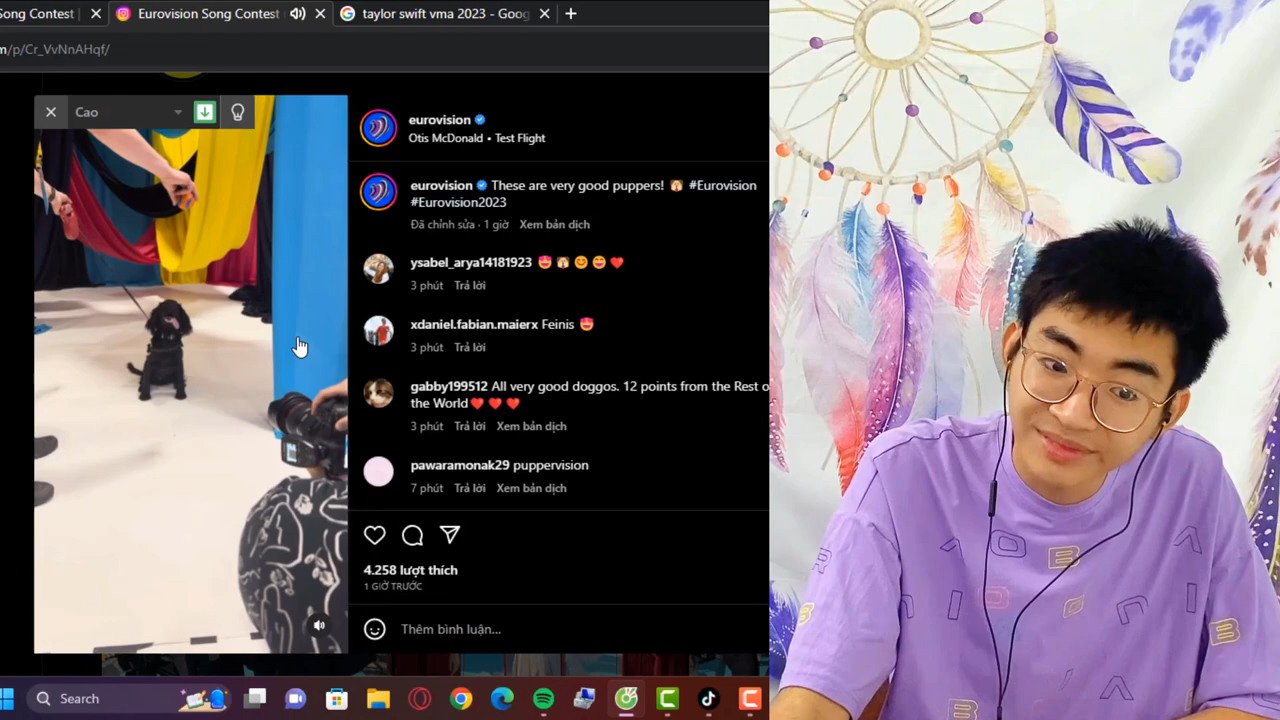 Song Contest
Eurovision Song Contest
taylor swift vma 2023 - Goog
m/p/Cr_VvNnAHqf/
Cao
eurovision
Otis McDonald • Test Flight
eurovision These are very good puppers! 🙈 #Eurovision
#Eurovision2023
Đã chỉnh sửa · 1 giờ Xem bản dịch
ysabel_arya14181923 😍🙈😊😄❤️
3 phút Trả lời
xdaniel.fabian.maierx Feinis 😍
3 phút Trả lời
gabby199512 All very good doggos. 12 points from the Rest o
the World❤️❤️❤️
3 phút Trả lời Xem bản dịch
pawaramonak29 puppervision
7 phút Trả lời Xem bản dịch
4.258 lượt thích
1 GIỜ TRƯỚC
Thêm bình luận...
Search